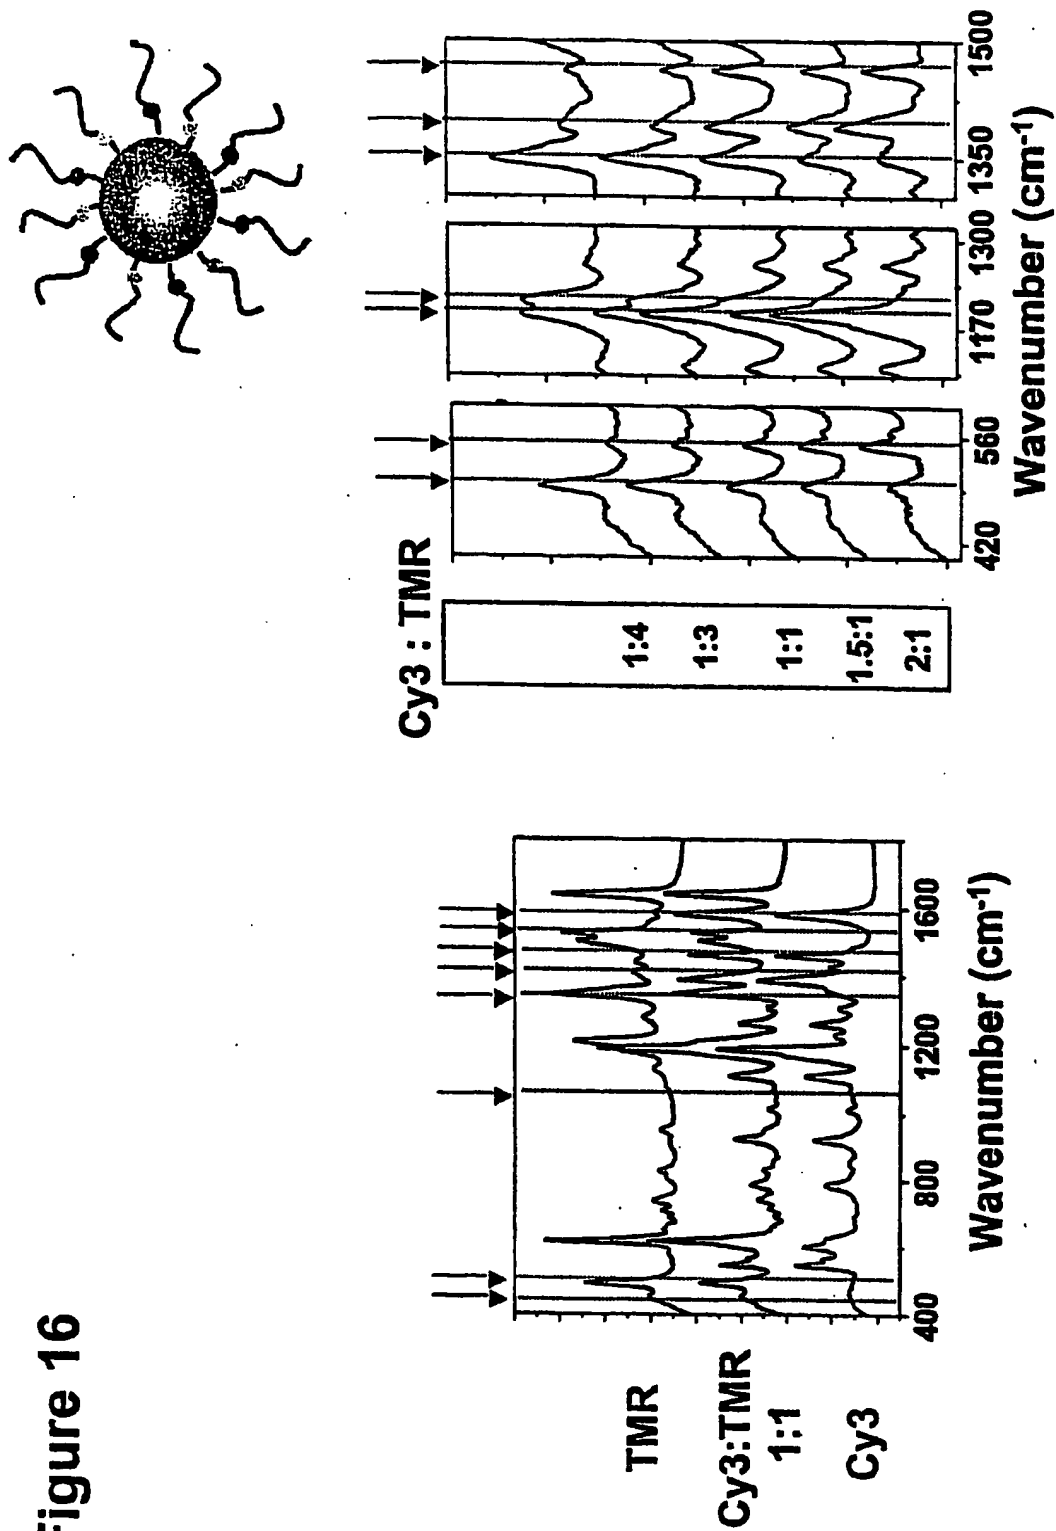 Figure 16
TMR
Cy3:TMR
1:1
Cy3
400 800 1200 1600
Wavenumber (cm-1)
Cy3 : TMR
1:4
1:3
1:1
1.5:1
2:1
420 560 1170 1300 1350 1500
Wavenumber (cm-1)